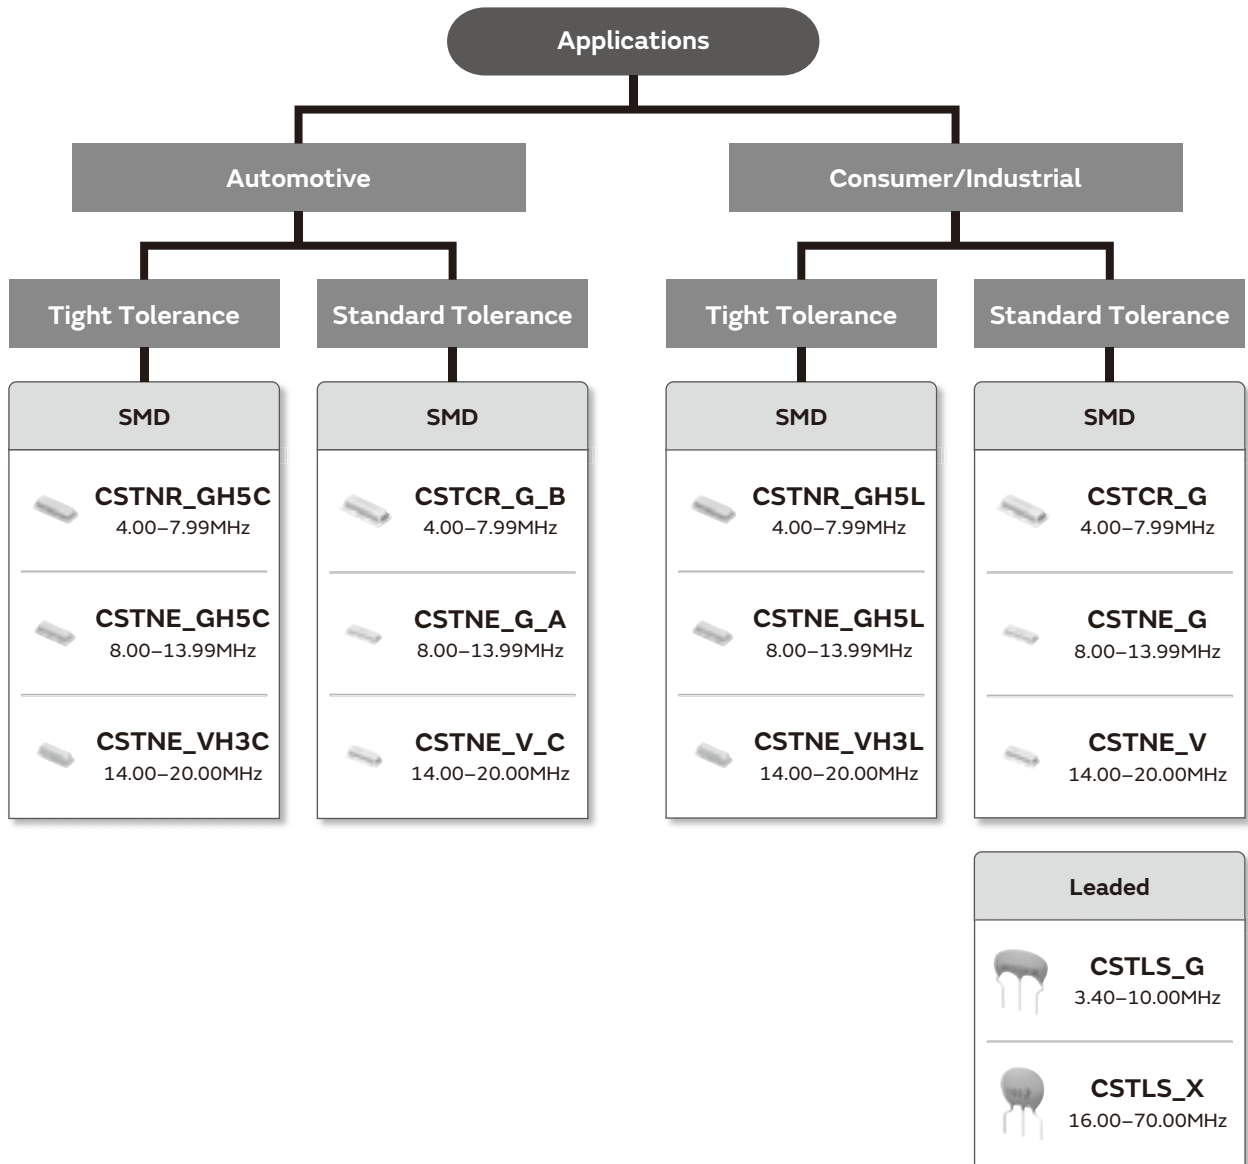 Applications
Automotive
Consumer/Industrial
Tight Tolerance
Standard Tolerance
Tight Tolerance
Standard Tolerance
SMD
CSTNR_GH5C
4.00–7.99MHz
CSTNE_GH5C
8.00–13.99MHz
CSTNE_VH3C
14.00–20.00MHz
SMD
CSTCR_G_B
4.00–7.99MHz
CSTNE_G_A
8.00–13.99MHz
CSTNE_V_C
14.00–20.00MHz
SMD
CSTNR_GH5L
4.00–7.99MHz
CSTNE_GH5L
8.00–13.99MHz
CSTNE_VH3L
14.00–20.00MHz
SMD
CSTCR_G
4.00–7.99MHz
CSTNE_G
8.00–13.99MHz
CSTNE_V
14.00–20.00MHz
Leaded
CSTLS_G
3.40–10.00MHz
CSTLS_X
16.00–70.00MHz